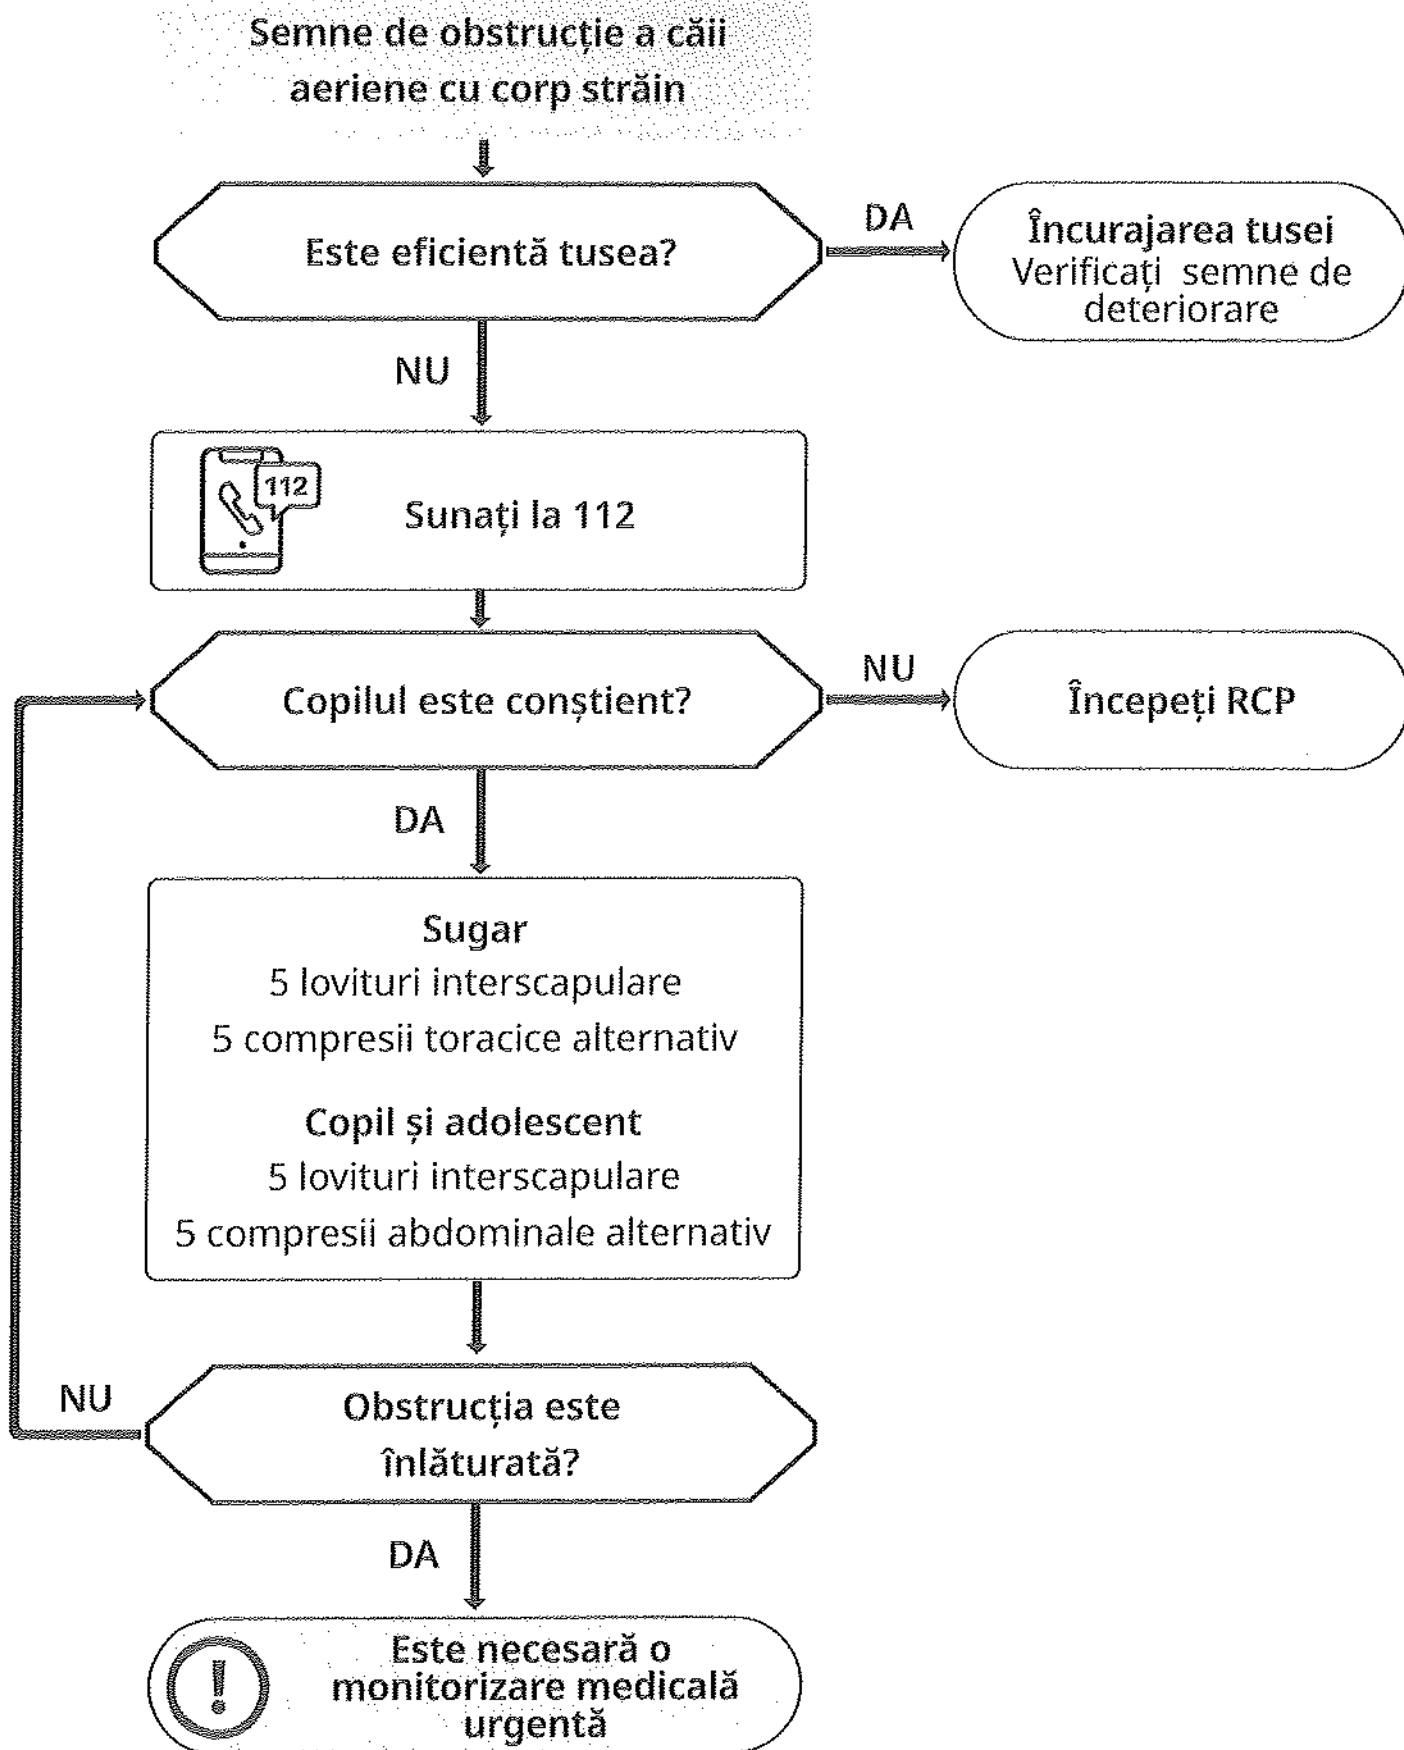 Semne de obstrucție a căii
aeriene cu corp străin
Este eficientă tusea?
DA
Încurajarea tusei
Verificați semne de
deteriorare
NU
112
Sunați la 112
Copilul este conștient?
NU
Începeți RCP
DA
Sugar
5 lovituri interscapulare
5 compresii toracice alternativ
Copil și adolescent
5 lovituri interscapulare
5 compresii abdominale alternativ
NU
Obstrucția este
înlăturată?
DA
!
Este necesară o
monitorizare medicală
urgentă